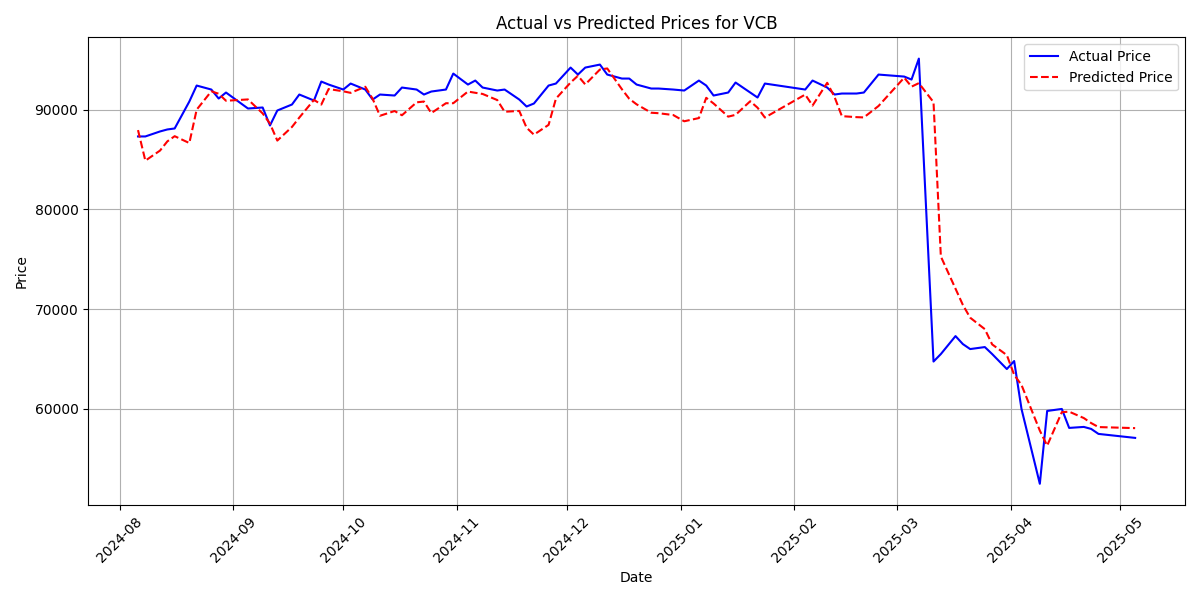 Actual vs Predicted Prices for VCB
Actual Price
Predicted Price
Price
90000
80000
70000
60000
2024-08
2024-09
2024-10
2024-11
2024-12
2025-01
2025-02
2025-03
2025-04
2025-05
Date